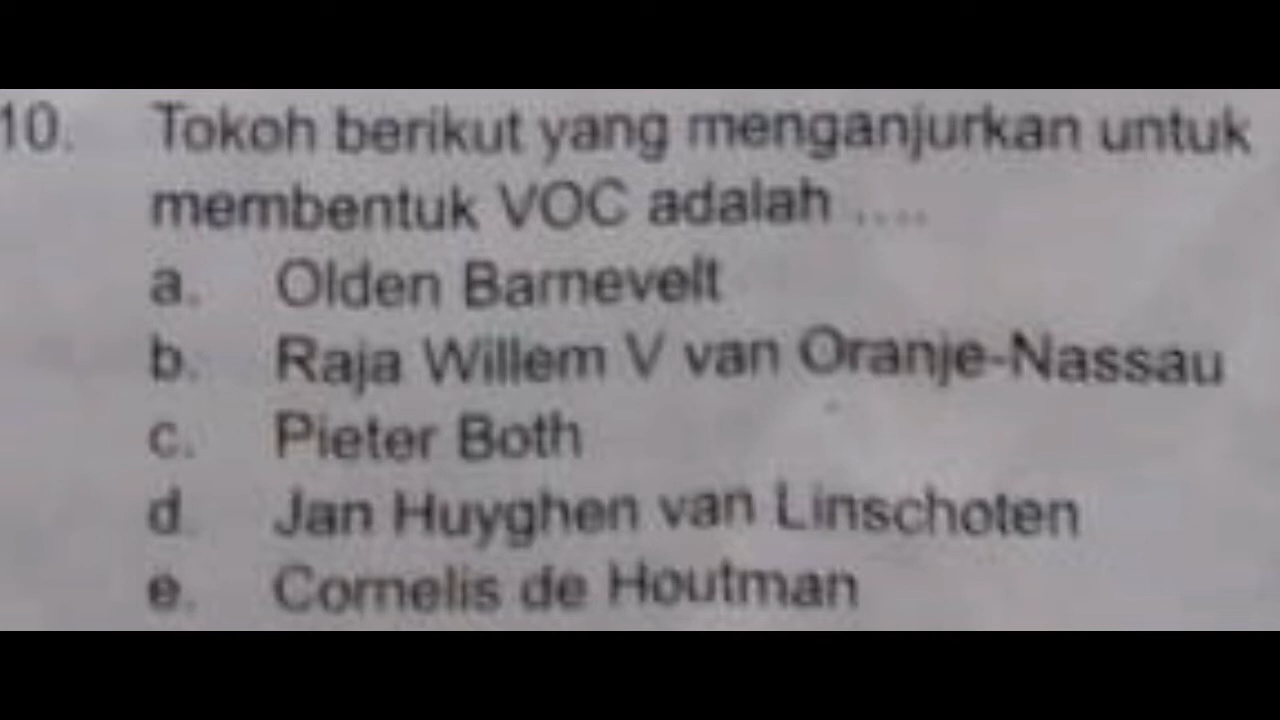 10. Tokoh berikut yang menganjurkan untuk
membentuk VOC adalah ....
a. Olden Barnevelt
b. Raja Willem V van Oranje-Nassau
c. Pieter Both
d. Jan Huyghen van Linschoten
e. Cornelis de Houtman